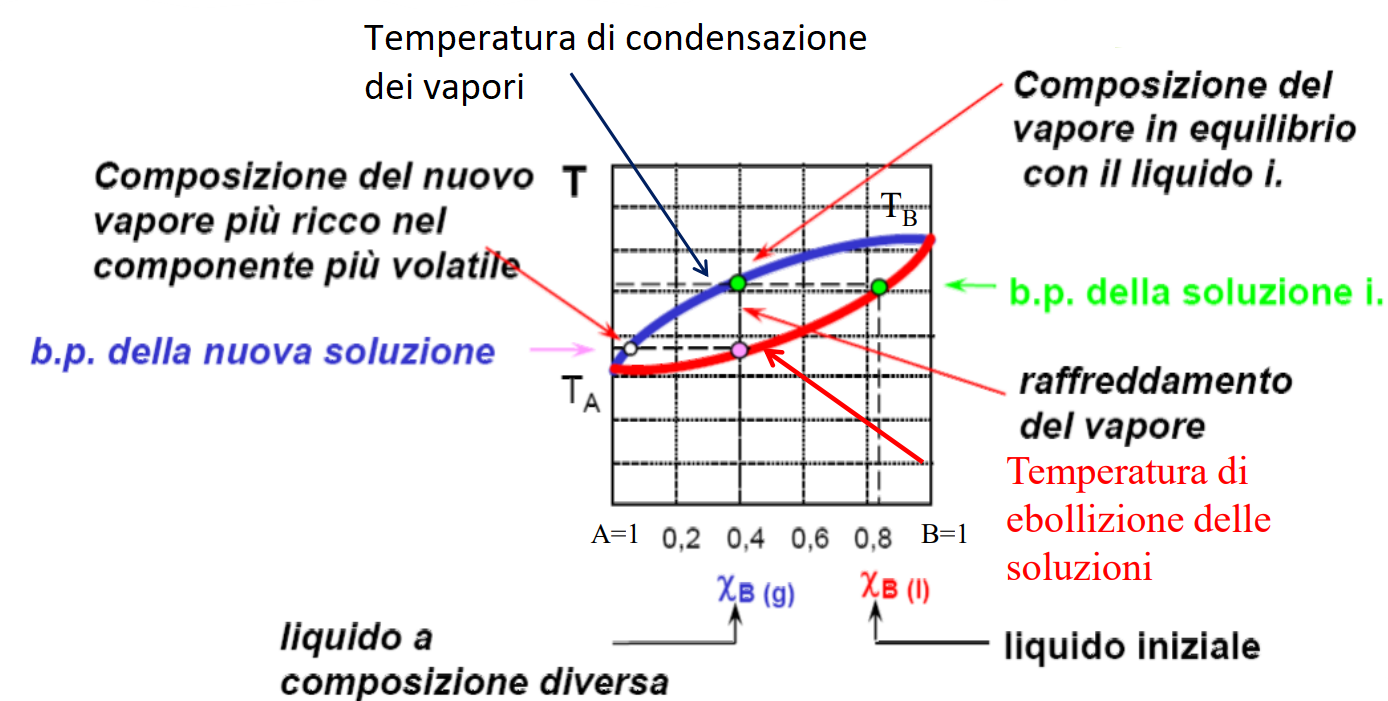 Temperatura di condensazione
dei vapori
Composizione del
vapore in equilibrio
con il liquido i.
Composizione del nuovo
vapore più ricco nel
componente più volatile
T
T_B
b.p. della soluzione i.
b.p. della nuova soluzione
T_A
raffreddamento
del vapore
Temperatura di
ebollizione delle
soluzioni
A=1 0,2 0,4 0,6 0,8 B=1
χB (g) χB (l)
liquido a
composizione diversa
liquido iniziale